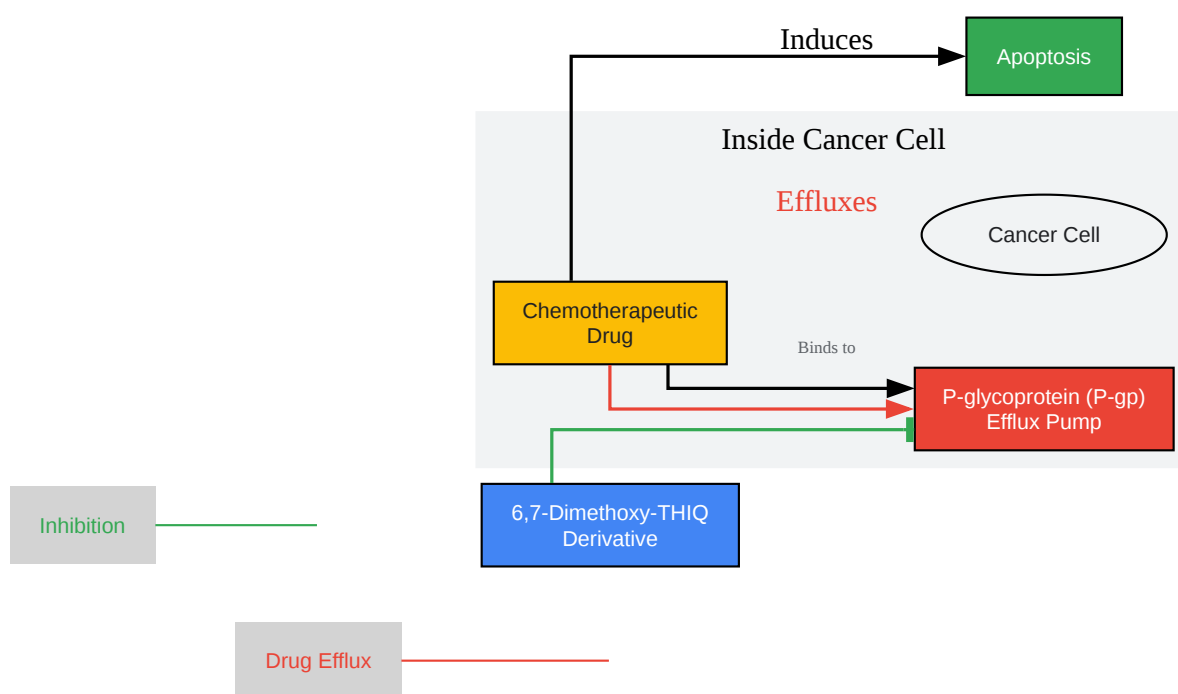 Induces
Apoptosis
Inside Cancer Cell
Effluxes
Cancer Cell
Chemotherapeutic
Drug
Binds to
P-glycoprotein (P-gp)
Efflux Pump
6,7-Dimethoxy-THIQ
Derivative
Inhibition
Drug Efflux